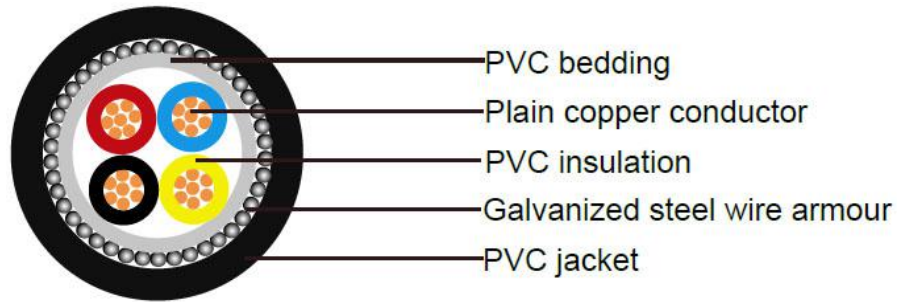 PVC bedding
Plain copper conductor
PVC insulation
Galvanized steel wire armour
PVC jacket